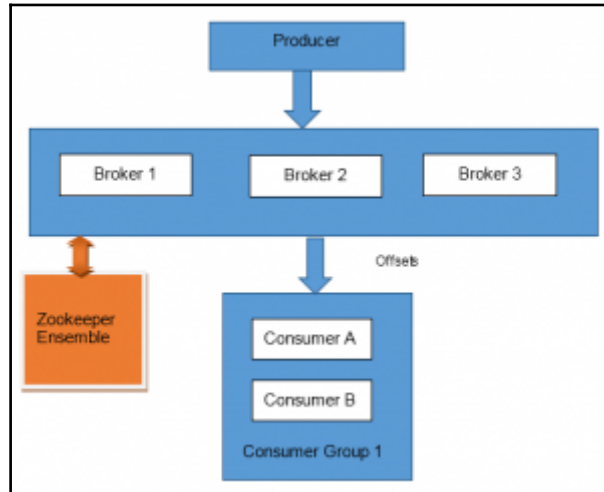 Producer
Broker 1
Broker 2
Broker 3
Offsets
Zookeeper
Ensemble
Consumer A
Consumer B
Consumer Group 1